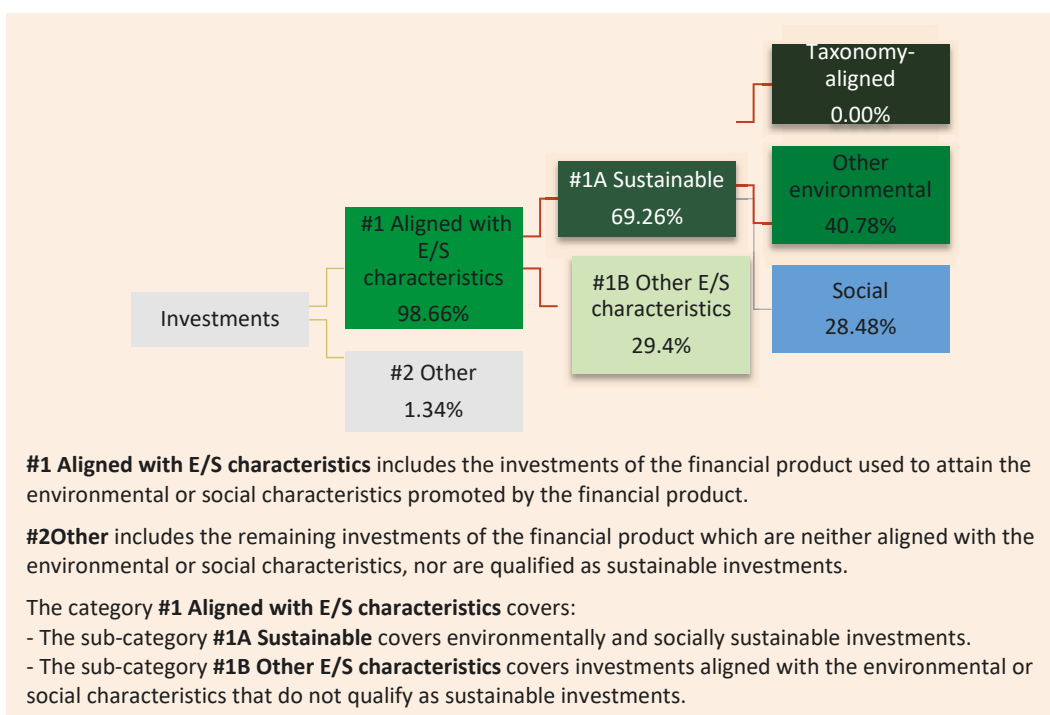 Taxonomy-
aligned
0.00%
#1A Sustainable
69.26%
Other
environmental
40.78%
#1 Aligned with
E/S
characteristics
98.66%
#1B Other E/S
characteristics
29.4%
Social
28.48%
Investments
#2 Other
1.34%
#1 Aligned with E/S characteristics includes the investments of the financial product used to attain the
environmental or social characteristics promoted by the financial product.
#2Other includes the remaining investments of the financial product which are neither aligned with the
environmental or social characteristics, nor are qualified as sustainable investments.
The category #1 Aligned with E/S characteristics covers:
- The sub-category #1A Sustainable covers environmentally and socially sustainable investments.
- The sub-category #1B Other E/S characteristics covers investments aligned with the environmental or
social characteristics that do not qualify as sustainable investments.